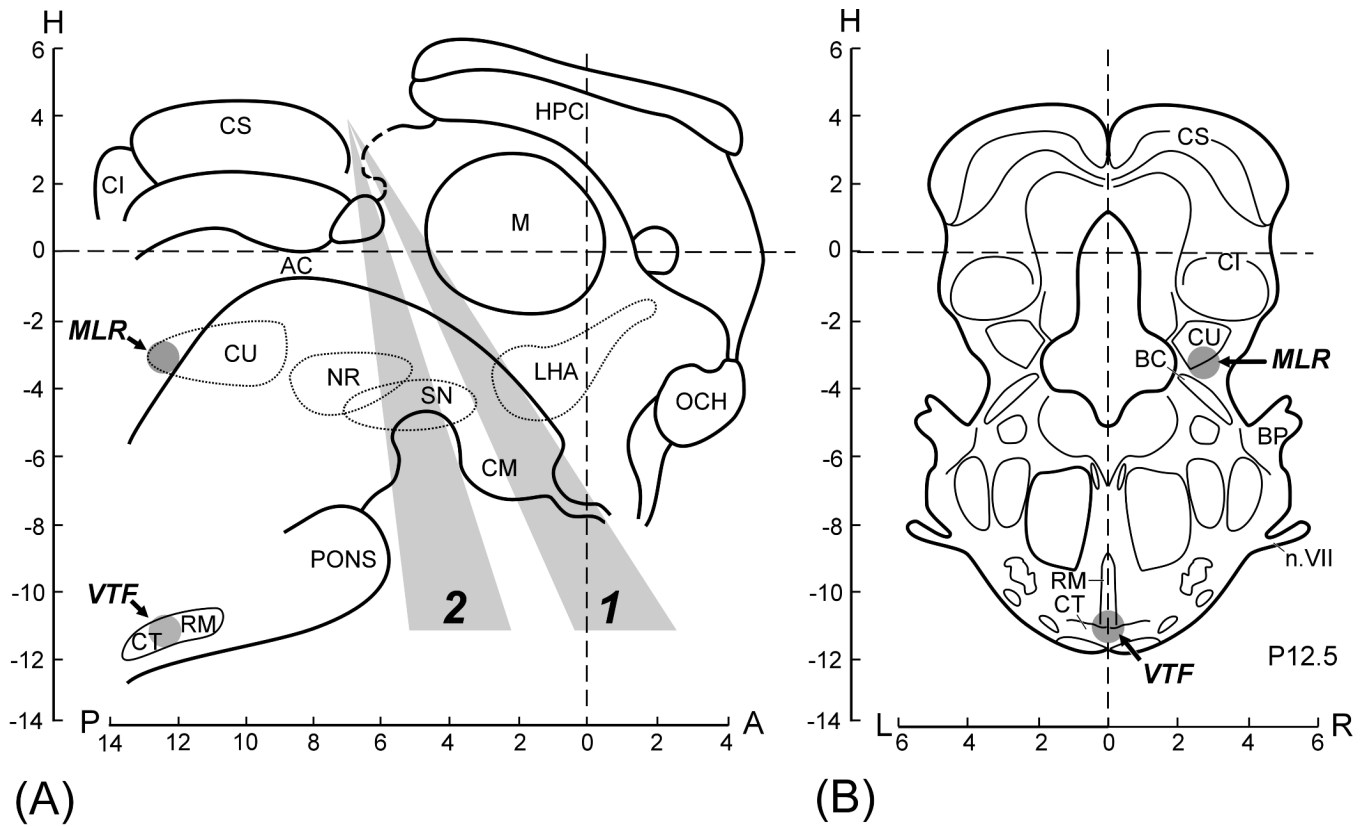 H
6
4
2
0
-2
-4
-6
-8
-10
-12
-14
CS
CI
HPCl
M
AC
MLR
CU
NR
SN
LHA
OCH
CM
PONS
VTF
CT
RM
2
1
P
14
12
10
8
6
4
2
0
2
4
A
(A)
H
6
4
2
0
-2
-4
-6
-8
-10
-12
-14
CS
CI
CU
BC
MLR
BP
n.VII
RM
CT
VTF
P12.5
L
6
4
2
0
2
4
6
R
(B)